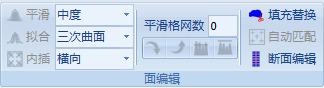 平滑 中度 平滑格网数 0 填充替换
拟合 三次曲面 自动匹配
内插 横向 断面编辑
面编辑